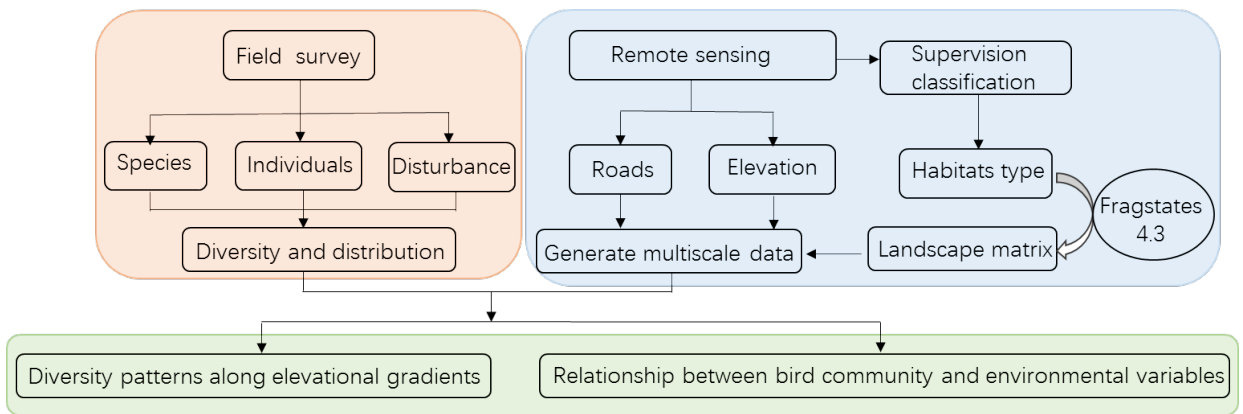 Field survey
Species
Individuals
Disturbance
Diversity and distribution
Remote sensing
Supervision
classification
Roads
Elevation
Habitats type
Fragstates
4.3
Generate multiscale data
Landscape matrix
Diversity patterns along elevational gradients
Relationship between bird community and environmental variables